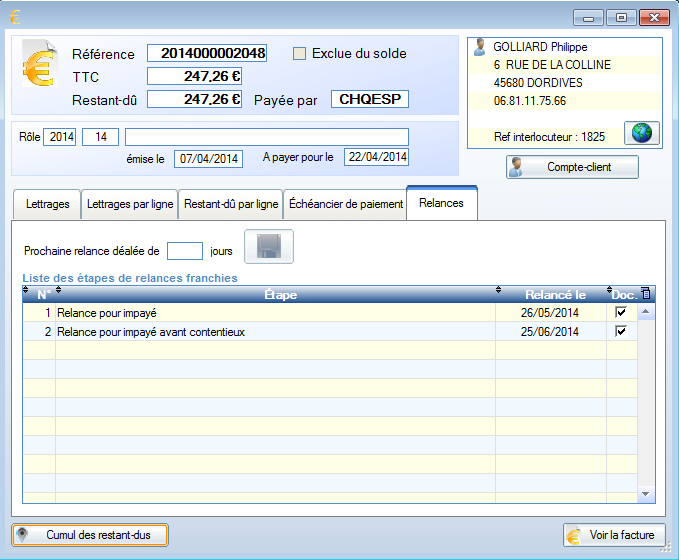 Référence 2014000002048 Exclue du solde
TTC 247,26 €
Restant-dû 247,26 € Payée par CHQESP
GOLLIARD Philippe
6 RUE DE LA COLLINE
45680 DORDIVES
06.81.11.75.66
Ref interlocuteur : 1825
Rôle 2014 14
émise le 07/04/2014 A payer pour le 22/04/2014
Compte-client
Lettrages Lettrages par ligne Restant-dû par ligne Échéancier de paiement Relances
Prochaine relance déalée de jours
Liste des étapes de relances franchies
N° Étape Relancé le Doc.
1 Relance pour impayé 26/05/2014
2 Relance pour impayé avant contentieux 25/06/2014
Cumul des restant-dus Voir la facture